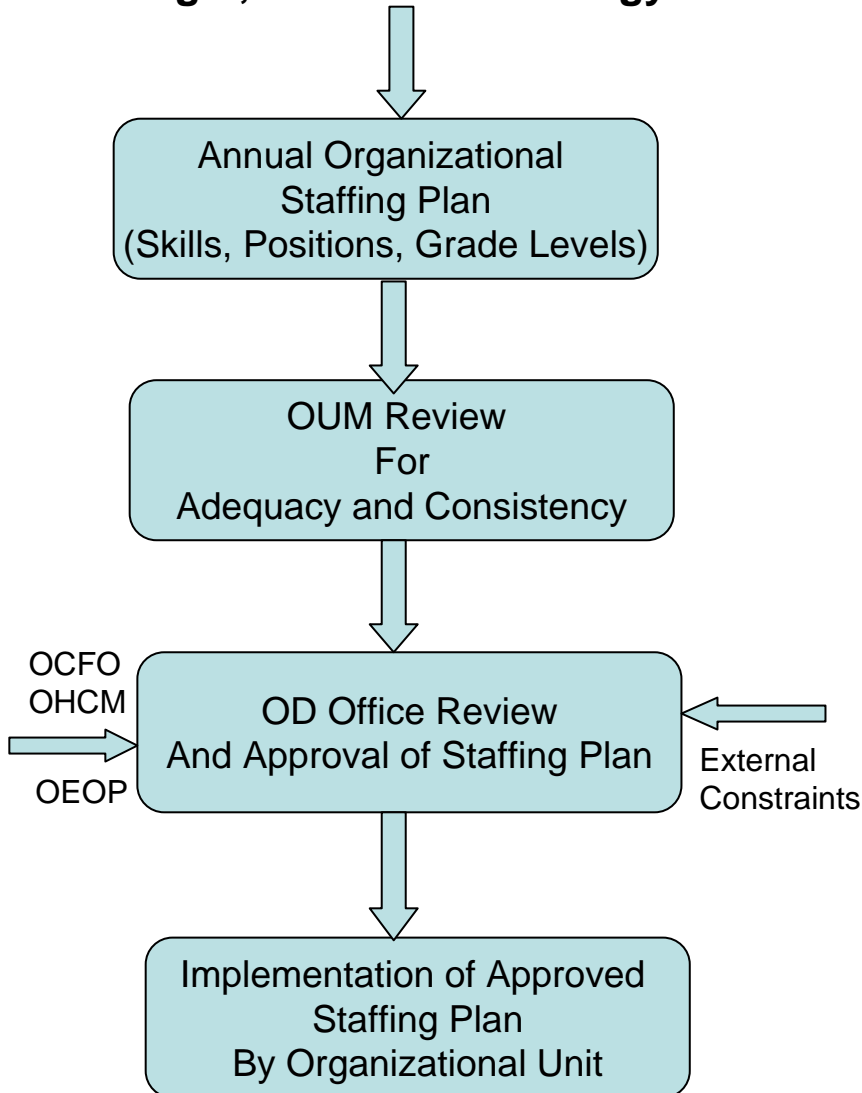 Annual Organizational
Staffing Plan
(Skills, Positions, Grade Levels)
OUM Review
For
Adequacy and Consistency
OCFO
OHCM
OEOP
OD Office Review
And Approval of Staffing Plan
External
Constraints
Implementation of Approved
Staffing Plan
By Organizational Unit